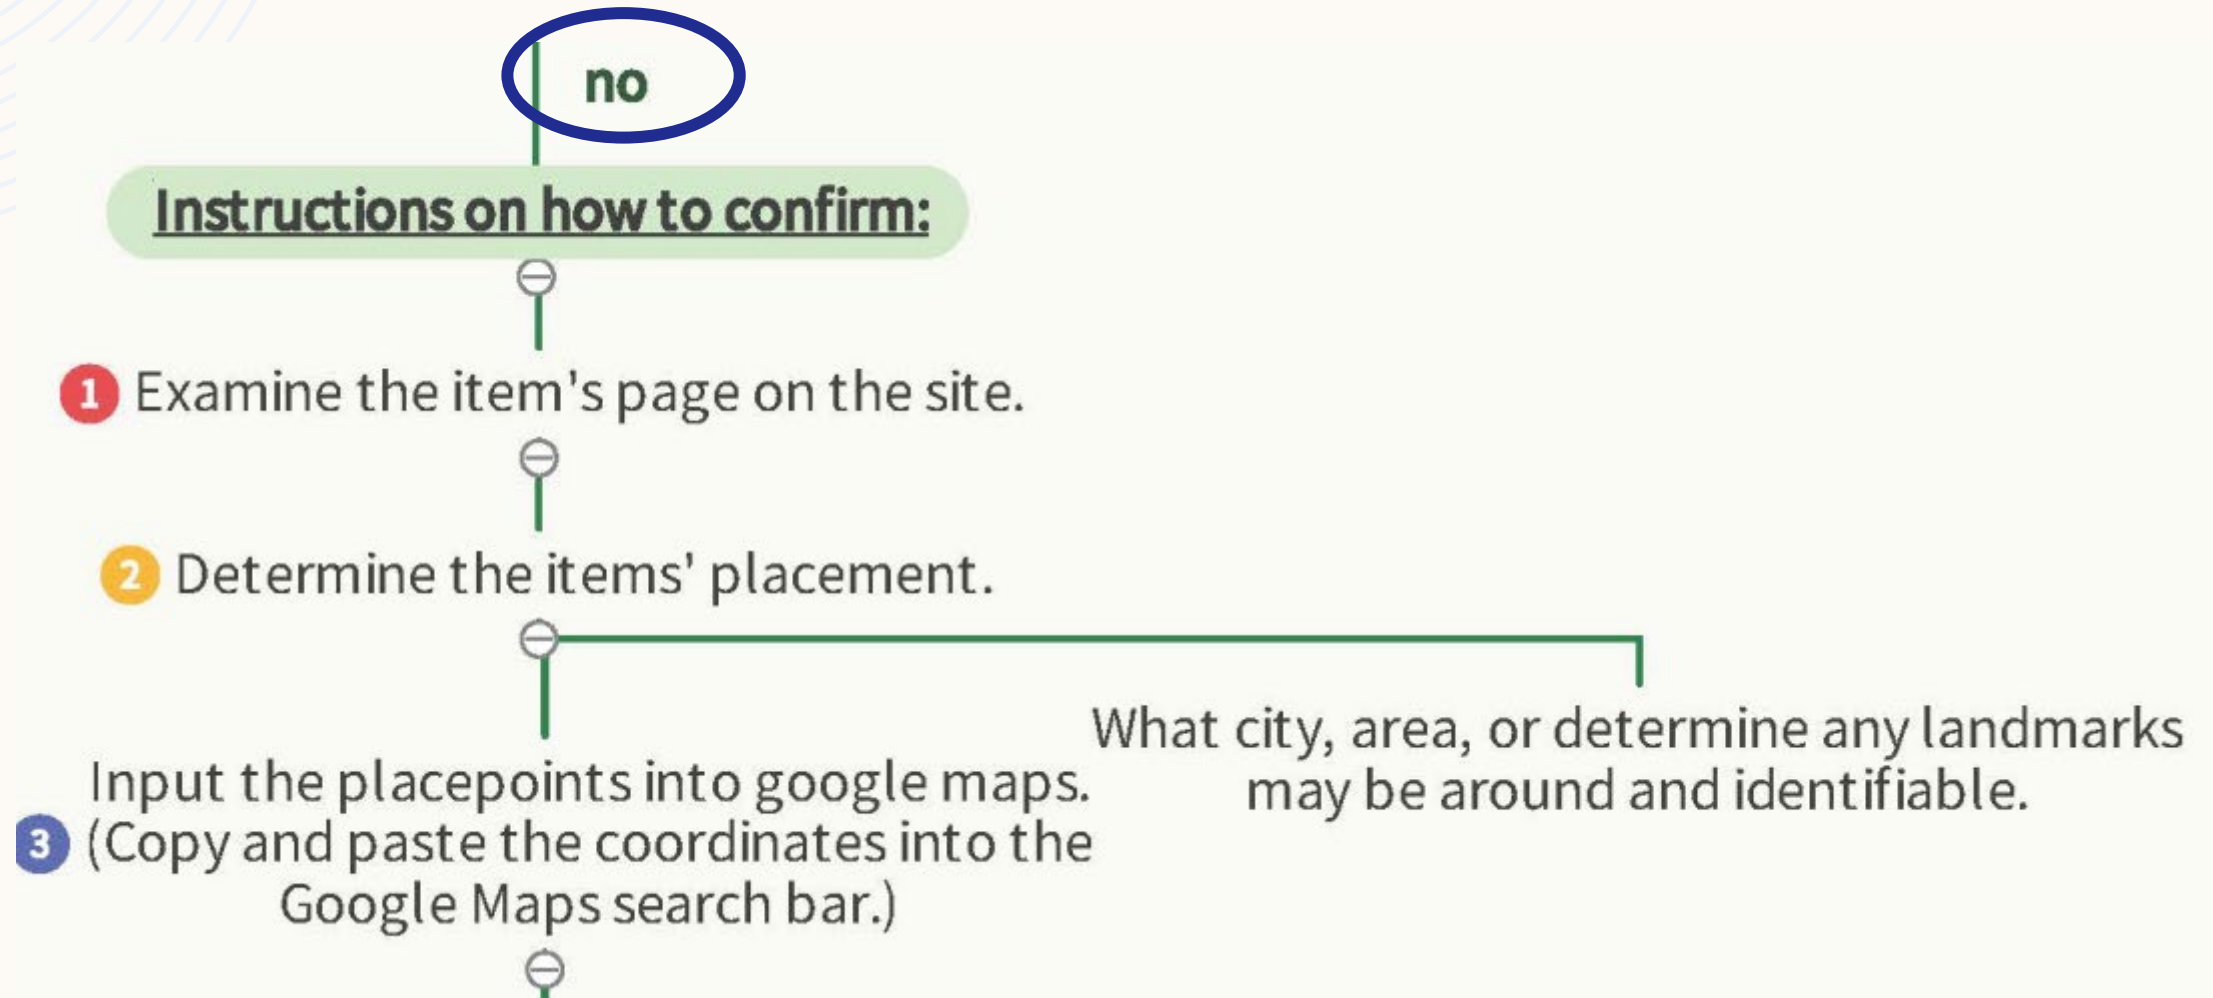 no
Instructions on how to confirm:
1 Examine the item's page on the site.
2 Determine the items' placement.
What city, area, or determine any landmarks
may be around and identifiable.
Input the placepoints into google maps.
3 (Copy and paste the coordinates into the
Google Maps search bar.)